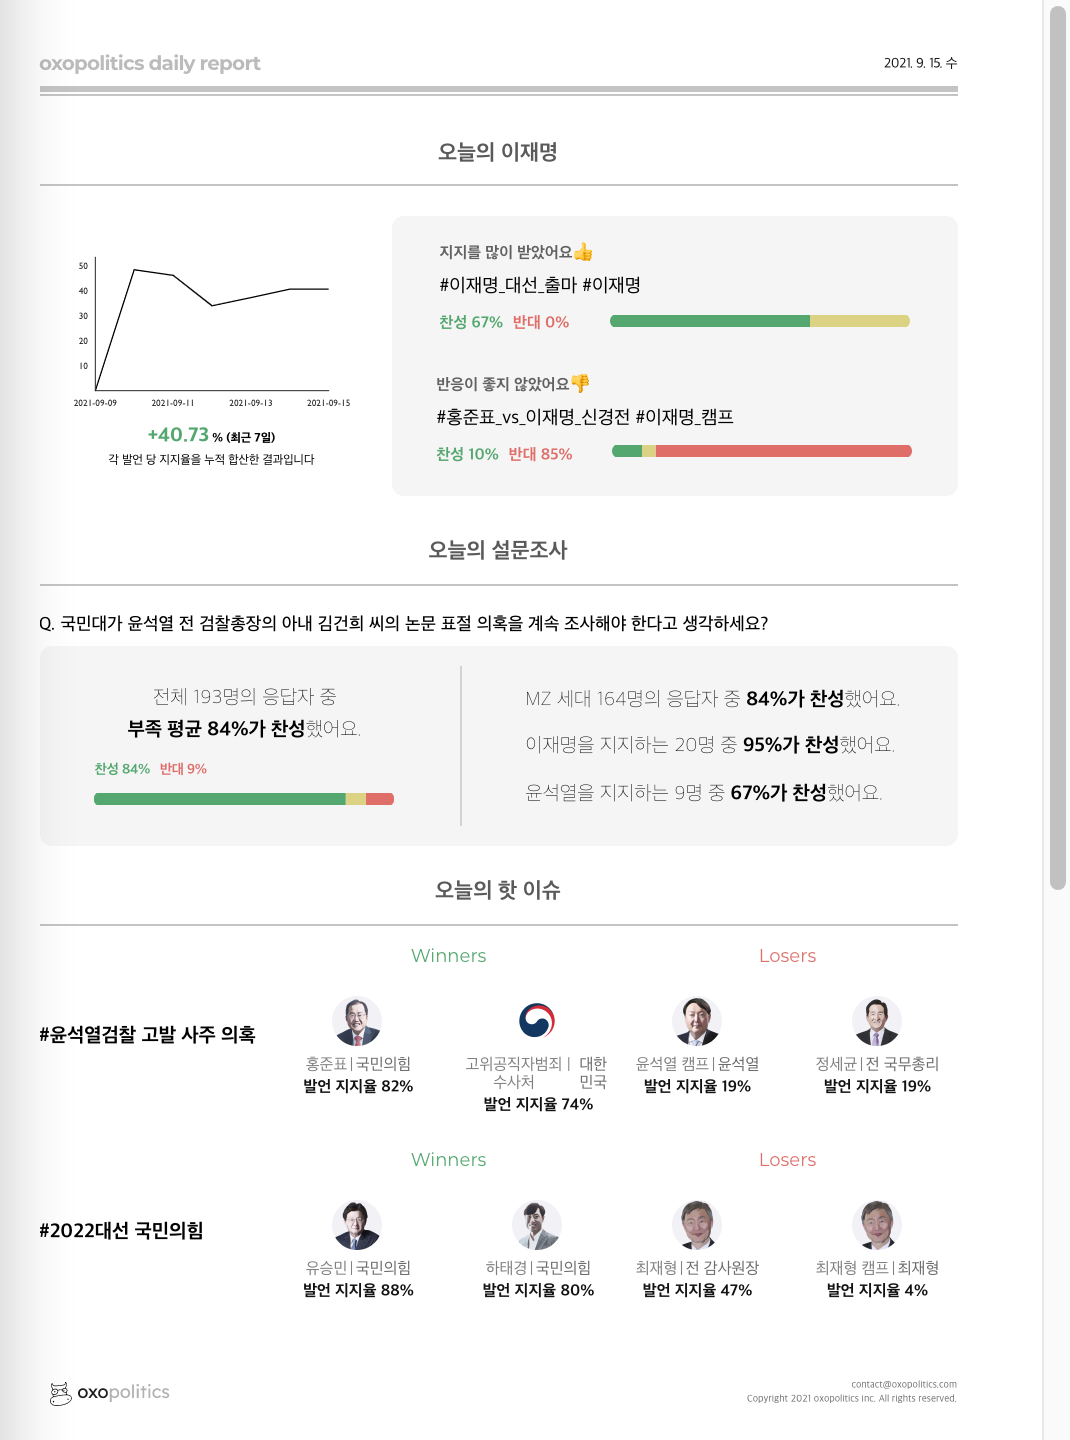 oxopolitics daily report
2021. 9. 15. 수
오늘의 이재명
50
40
30
20
10
2021-09-09 2021-09-11 2021-09-13 2021-09-15
+40.73 % (최근 7일)
각 발언 당 지지율을 누적 합산한 결과입니다
지지를 많이 받았어요👍
#이재명_대선_출마 #이재명
찬성 67% 반대 0%
반응이 좋지 않았어요👎
#홍준표_vs_이재명_신경전 #이재명_캠프
찬성 10% 반대 85%
오늘의 설문조사
Q. 국민대가 윤석열 전 검찰총장의 아내 김건희 씨의 논문 표절 의혹을 계속 조사해야 한다고 생각하세요?
전체 193명의 응답자 중
부족 평균 84%가 찬성했어요.
찬성 84% 반대 9%
MZ 세대 164명의 응답자 중 84%가 찬성했어요.
이재명을 지지하는 20명 중 95%가 찬성했어요.
윤석열을 지지하는 9명 중 67%가 찬성했어요.
오늘의 핫 이슈
Winners
Losers
#윤석열검찰 고발 사주 의혹
홍준표 | 국민의힘
발언 지지율 82%
고위공직자범죄 | 대한
수사처 민국
발언 지지율 74%
윤석열 캠프 | 윤석열
발언 지지율 19%
정세균 | 전 국무총리
발언 지지율 19%
Winners
Losers
#2022대선 국민의힘
유승민 | 국민의힘
발언 지지율 88%
하태경 | 국민의힘
발언 지지율 80%
최재형 | 전 감사원장
발언 지지율 47%
최재형 캠프 | 최재형
발언 지지율 4%
oxopolitics
contact@oxopolitics.com
Copyright 2021 oxopolitics inc. All rights reserved.